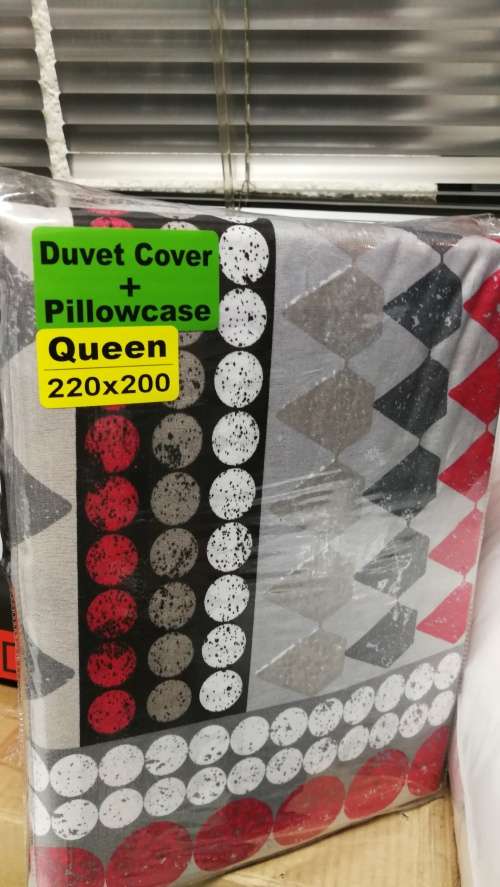 Duvet Cover
+
Pillowcase
Queen
220x200